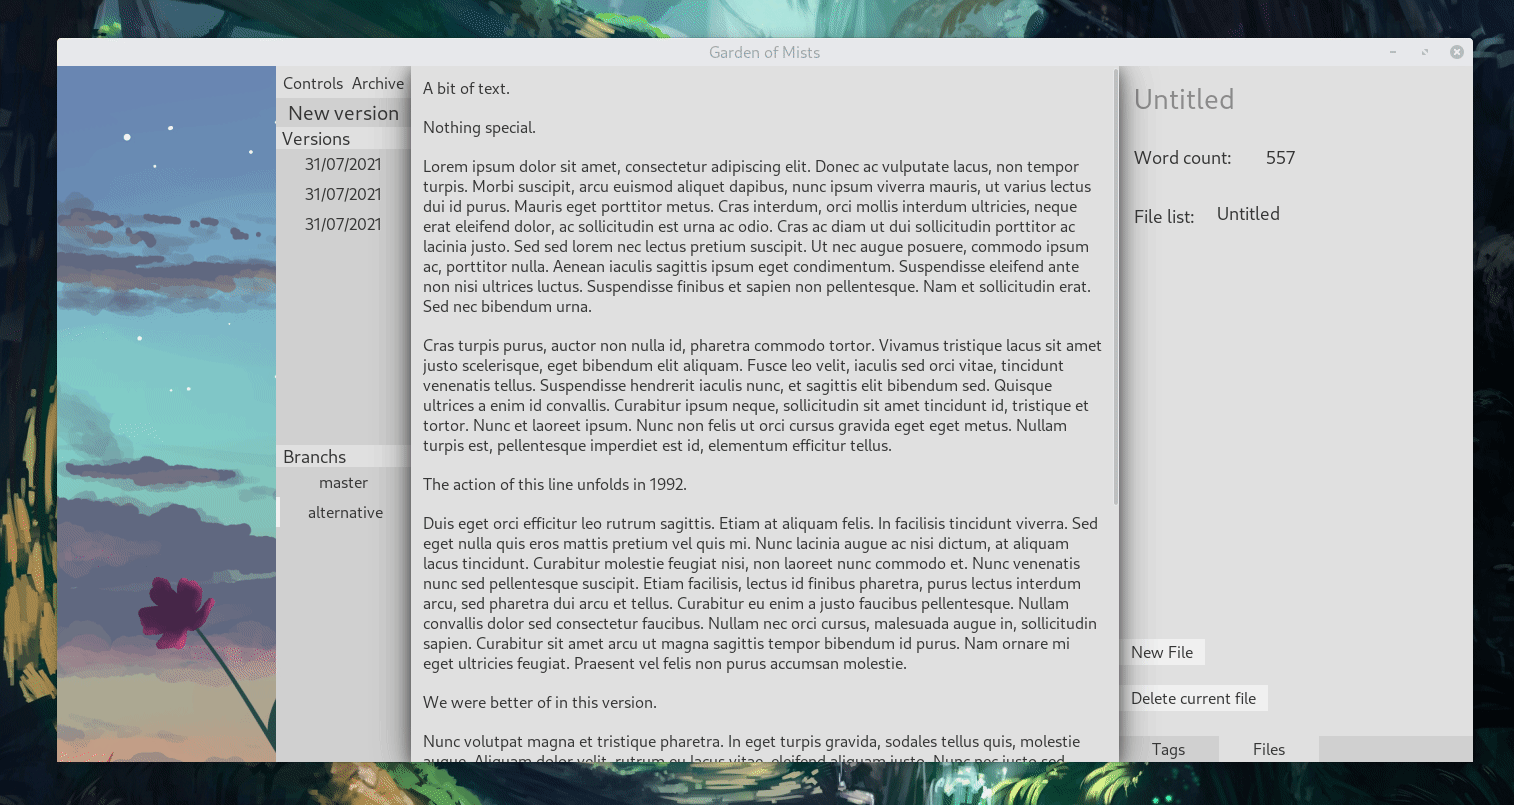 Garden of Mists
Controls Archive
New version
Versions
31/07/2021
31/07/2021
31/07/2021
Branchs
master
alternative
A bit of text.
Nothing special.
Lorem ipsum dolor sit amet, consectetur adipiscing elit. Donec ac vulputate lacus, non tempor
turpis. Morbi suscipit, arcu euismod aliquet dapibus, nunc ipsum viverra mauris, ut varius lectus
dui id purus. Mauris eget porttitor metus. Cras interdum, orci mollis interdum ultricies, neque
erat eleifend dolor, ac sollicitudin est urna ac odio. Cras ac diam ut dui sollicitudin porttitor ac
lacinia justo. Sed sed lorem nec lectus pretium suscipit. Ut nec augue posuere, commodo ipsum
ac, porttitor nulla. Aenean iaculis sagittis ipsum eget condimentum. Suspendisse eleifend ante
non nisi ultrices luctus. Suspendisse finibus et sapien non pellentesque. Nam et sollicitudin erat.
Sed nec bibendum urna.
Cras turpis purus, auctor non nulla id, pharetra commodo tortor. Vivamus tristique lacus sit amet
justo scelerisque, eget bibendum elit aliquam. Fusce leo velit, iaculis sed orci vitae, tincidunt
venenatis tellus. Suspendisse hendrerit iaculis nunc, et sagittis elit bibendum sed. Quisque
ultrices a enim id convallis. Curabitur ipsum neque, sollicitudin sit amet tincidunt id, tristique et
tortor. Nunc et laoreet ipsum. Nunc non felis ut orci cursus gravida eget eget metus. Nullam
turpis est, pellentesque imperdiet est id, elementum efficitur tellus.
The action of this line unfolds in 1992.
Duis eget orci efficitur leo rutrum sagittis. Etiam at aliquam felis. In facilisis tincidunt viverra. Sed
eget nulla quis eros mattis pretium vel quis mi. Nunc lacinia augue ac nisi dictum, at aliquam
lacus tincidunt. Curabitur molestie feugiat nisi, non laoreet nunc commodo et. Nunc venenatis
nunc sed pellentesque suscipit. Etiam facilisis, lectus id finibus pharetra, purus lectus interdum
arcu, sed pharetra dui arcu et tellus. Curabitur eu enim a justo faucibus pellentesque. Nullam
convallis dolor sed consectetur faucibus. Nullam nec orci cursus, malesuada augue in, sollicitudin
sapien. Curabitur sit amet arcu ut magna sagittis tempor bibendum id purus. Nam ornare mi
eget ultricies feugiat. Praesent vel felis non purus accumsan molestie.
We were better of in this version.
Nunc volutpat magna et tristique pharetra. In eget turpis gravida, sodales tellus quis, molestie
augue. Aliquam dolor velit, rutrum eu lacus vitae, eleifend aliquam justo. Nunc nec justo sed
Untitled
Word count: 557
File list: Untitled
New File
Delete current file
Tags Files